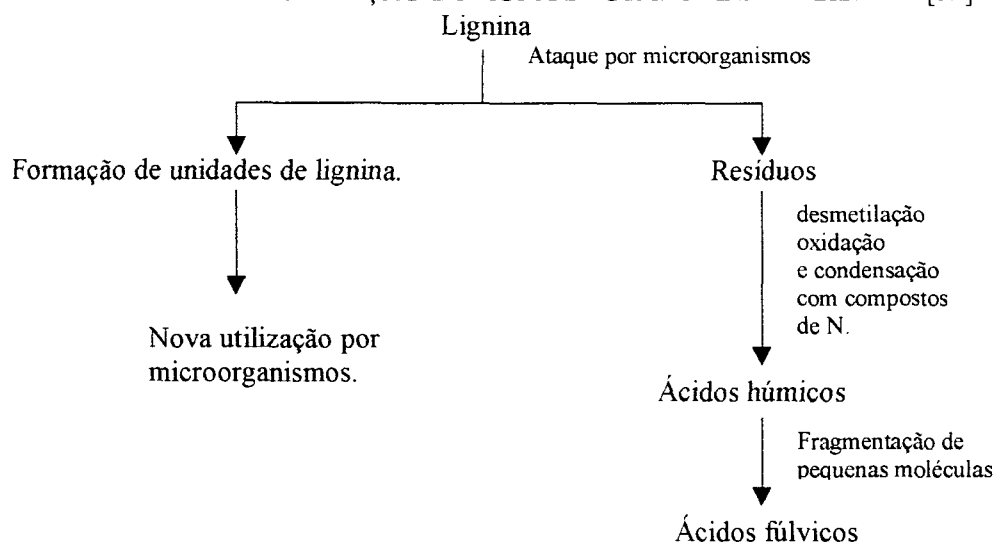 Lignina
Ataque por microorganismos
Formação de unidades de lignina.
Resíduos
desmetilação
oxidação
e condensação
com compostos
de N.
Nova utilização por
microorganismos.
Ácidos húmicos
Fragmentação de
pequenas moléculas
Ácidos fúlvicos